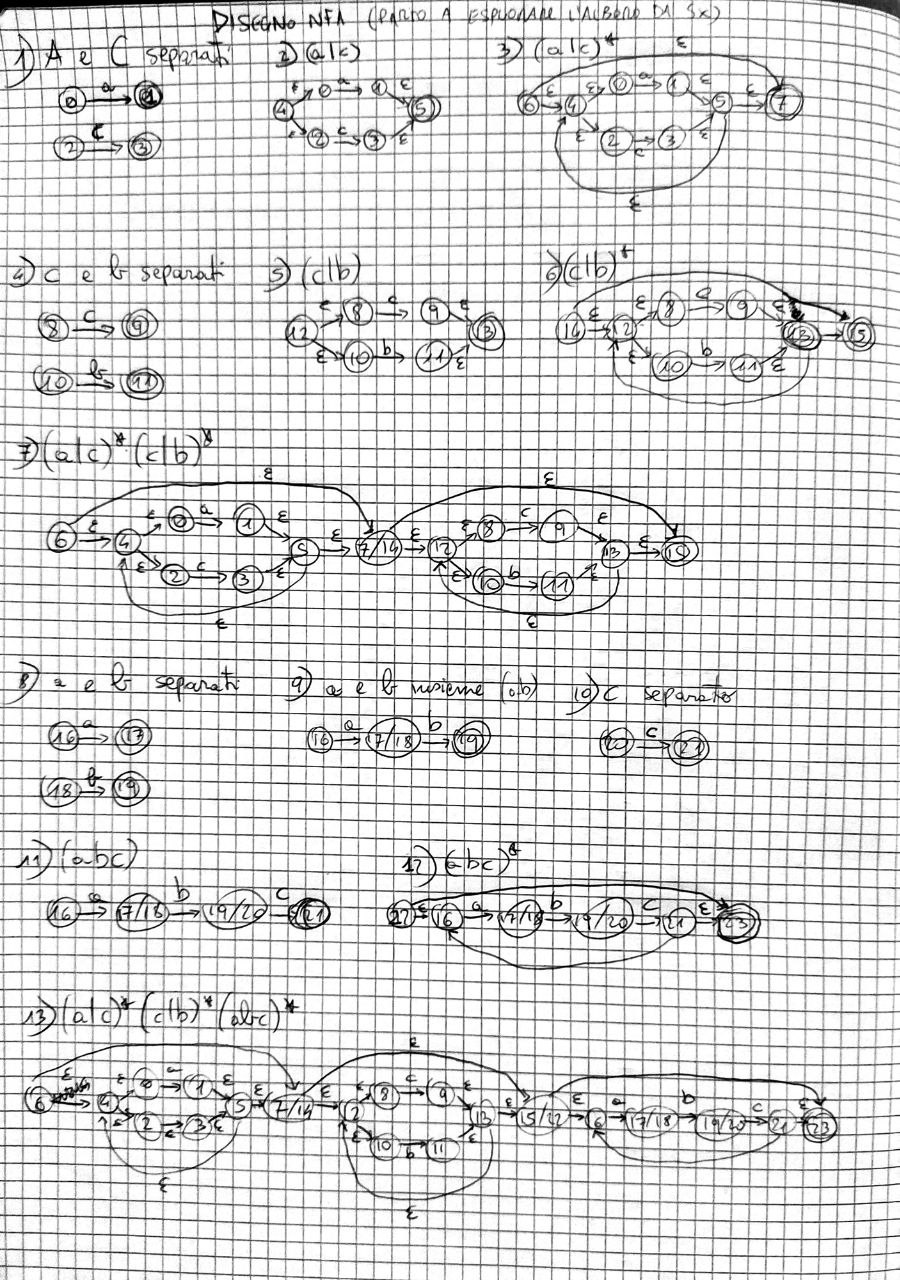 DISEGNO NFA (PARTO A ESPLORARE L'ALBERO DA SX)
1) A e C separati 2) (a|c) 3) (a|c)*
ε
0 a 1
2 C 3
4 ε 0 a 1 ε 5
ε 2 c 3 ε
6 ε 4 ε 0 a 1 ε 5 ε 7
ε 2 c 3 ε
ε
4) c e b separati 5) (c|b) 6) (c|b)*
8 c 9
10 b 11
12 ε 8 c 9 ε 13
ε 10 b 11 ε
14 ε 12 ε 8 c 9 ε 13 15
ε 10 b 11 ε
7) (a|c)* (c|b)*
ε ε
6 ε 4 ε 0 a 1 ε 5 ε 7/14 ε 12 ε 8 c 9 ε 13 ε 15
ε 2 c 3 ε ε 10 b 11 ε
ε ε
8) a e b separati 9) a e b insieme (ab) 10) C separato
16 a 17 16 a 17/18 b 19 20 c 21
18 b 19
11) (abc) 12) (abc)*
16 a 17/18 b 19/20 c 21 22 ε 16 a 17/18 b 19/20 c 21 ε 23
13) (a|c)* (c|b)* (abc)*
ε ε
6 4 ε 0 a 1 ε 5 ε 7/14 ε 12 ε 8 c 9 ε 13 ε 15/22 ε 16 a 17/18 b 19/20 c 21 ε 23
2 3 ε ε 10 b 11
ε ε